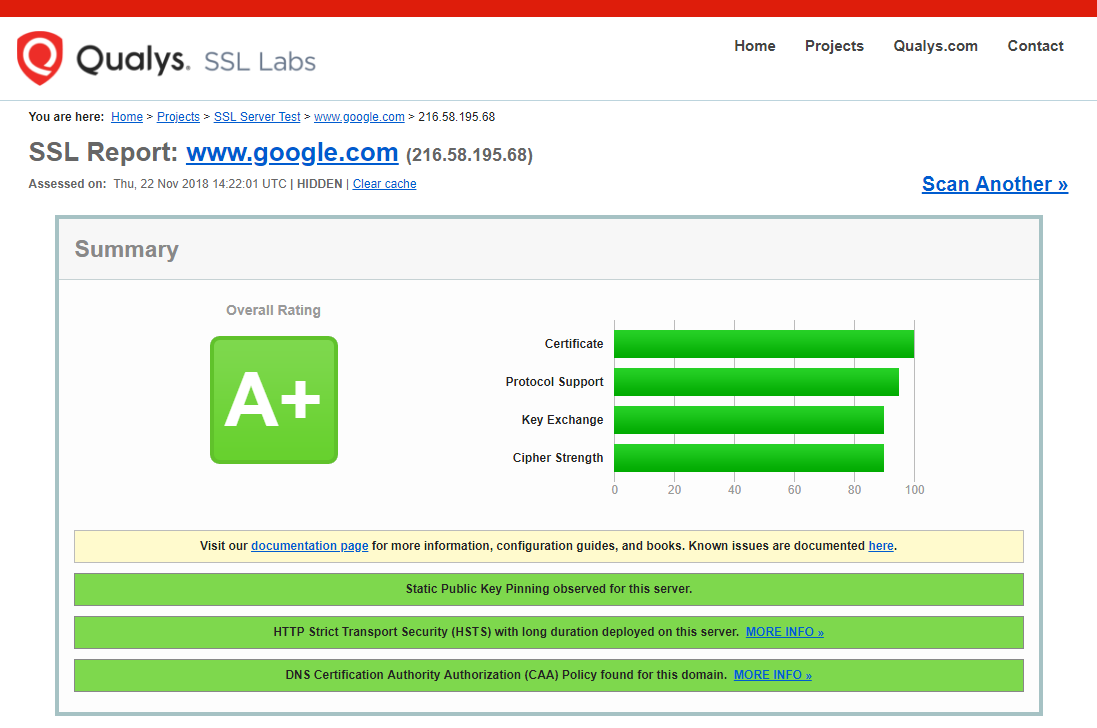 Qualys. SSL Labs
Home Projects Qualys.com Contact
You are here: Home > Projects > SSL Server Test > www.google.com > 216.58.195.68
SSL Report: www.google.com (216.58.195.68)
Assessed on: Thu, 22 Nov 2018 14:22:01 UTC | HIDDEN | Clear cache
Scan Another »
Summary
Overall Rating
A+
Certificate
Protocol Support
Key Exchange
Cipher Strength
0 20 40 60 80 100
Visit our documentation page for more information, configuration guides, and books. Known issues are documented here.
Static Public Key Pinning observed for this server.
HTTP Strict Transport Security (HSTS) with long duration deployed on this server. MORE INFO »
DNS Certification Authority Authorization (CAA) Policy found for this domain. MORE INFO »